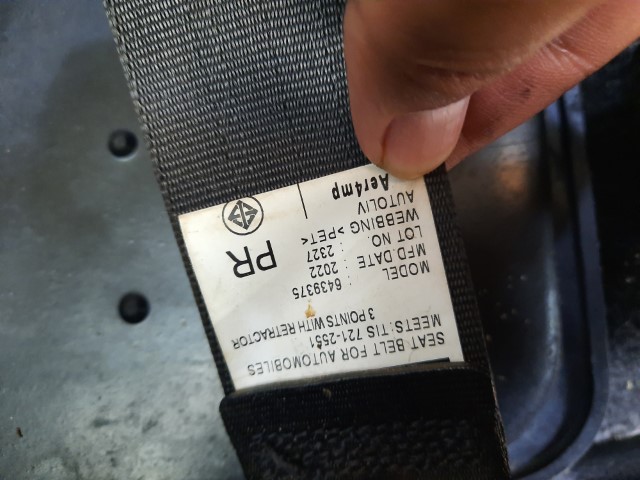 SEAT BELT FOR AUTOMOBILES
MEETS: TIS 721-2551
3 POINTS WITH RETRACTOR
MODEL : 6439375
MFD.DATE : 2022
LOT NO. : 2327
WEBBING >PET<
AUTOLIV
PR
Aer4mp